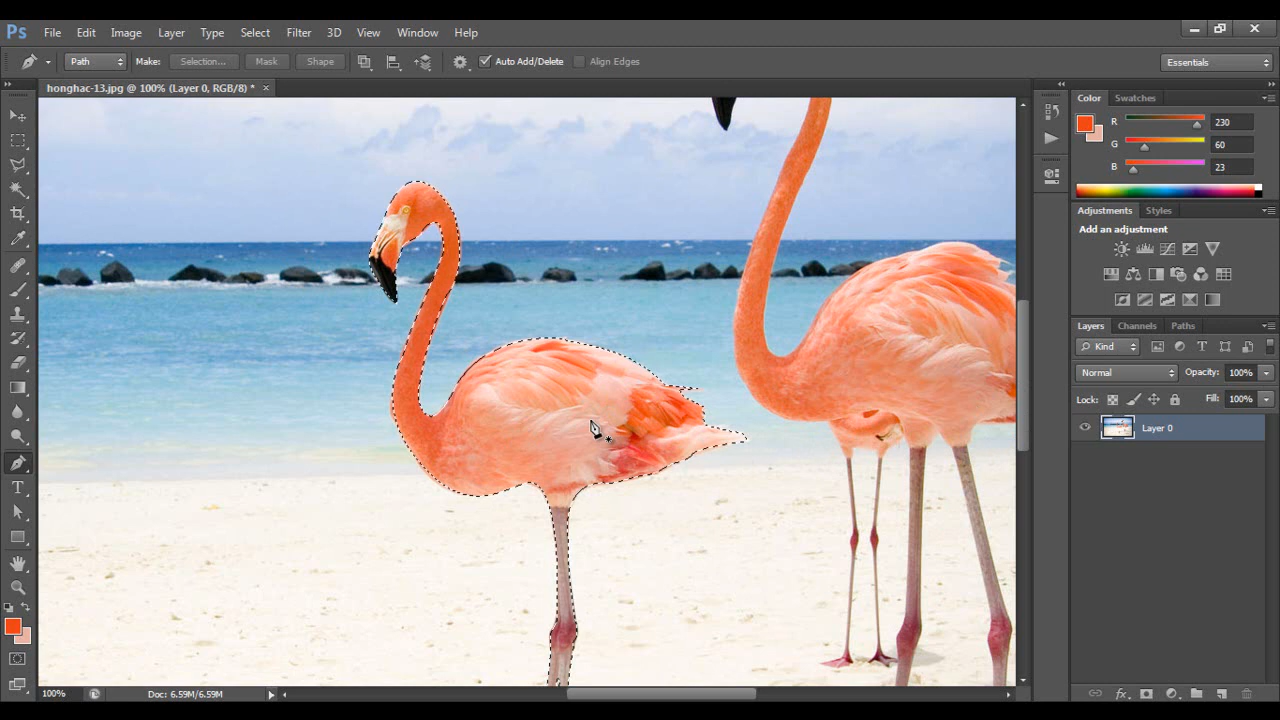 Ps File Edit Image Layer Type Select Filter 3D View Window Help
Path Make: Selection... Mask Shape Auto Add/Delete Align Edges Essentials
honghac-13.jpg @ 100% (Layer 0, RGB/8) * ×
Color Swatches
R 230
G 60
B 23
Adjustments Styles
Add an adjustment
Layers Channels Paths
Kind T
Normal Opacity: 100%
Lock: Fill: 100%
Layer 0
T
100% Doc: 6.59M/6.59M
fx